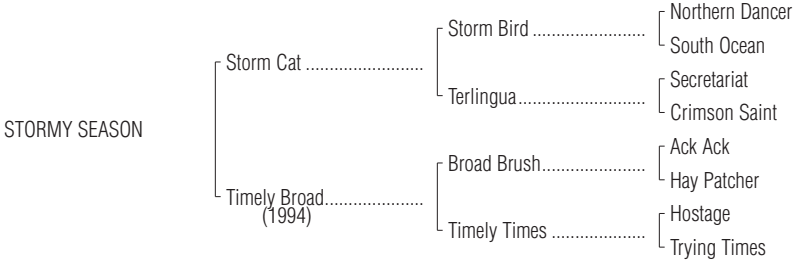 Northern Dancer
Storm Bird .......................
South Ocean
Storm Cat ........................
Secretariat
Terlingua..........................
Crimson Saint
STORMY SEASON
Ack Ack
Broad Brush.....................
Hay Patcher
Timely Broad....................
(1994)
Hostage
Timely Times ...................
Trying Times